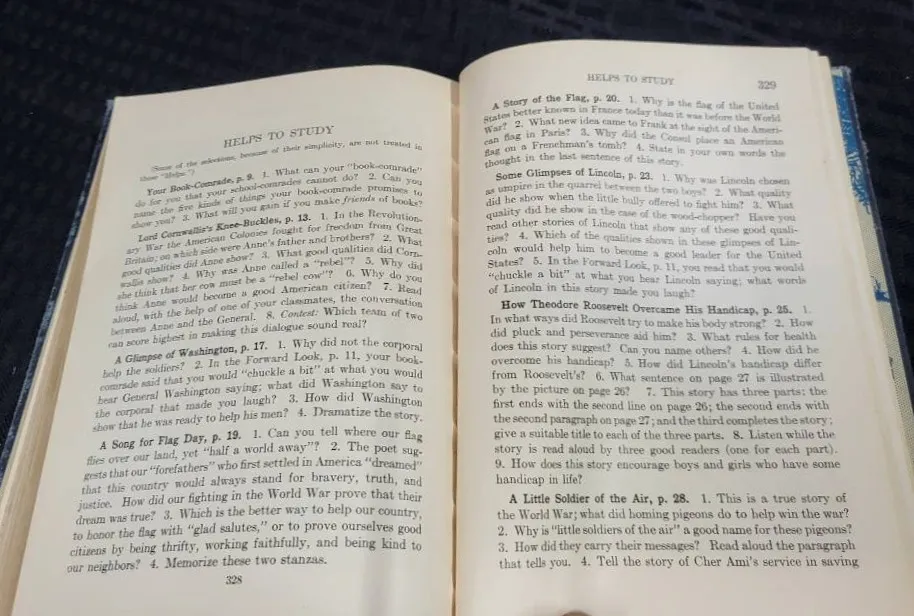 HELPS TO STUDY
(Some of the selections, because of their simplicity, are not treated in
these "Helps.")
Your Book-Comrade, p. 9. 1. What can your "book-comrade"
do for you that your school-comrades cannot do? 2. Can you
name the five kinds of things your book-comrade promises to
show you? 3. What will you gain if you make friends of books?
Lord Cornwallis's Knee-Buckles, p. 13. 1. In the Revolution-
ary War the American Colonies fought for freedom from Great
Britain; on which side were Anne's father and brothers? 2. What
good qualities did Anne show? 3. What good qualities did Corn-
wallis show? 4. Why was Anne called a "rebel"? 5. Why did
she think that her cow must be a "rebel cow"? 6. Why do you
think Anne would become a good American citizen? 7. Read
aloud, with the help of one of your classmates, the conversation
between Anne and the General. 8. Contest: Which team of two
can score highest in making this dialogue sound real?
A Glimpse of Washington, p. 17. 1. Why did not the corporal
help the soldiers? 2. In the Forward Look, p. 11, your book-
comrade said that you would "chuckle a bit" at what you would
hear General Washington saying; what did Washington say to
the corporal that made you laugh? 3. How did Washington
show that he was ready to help his men? 4. Dramatize the story.
A Song for Flag Day, p. 19. 1. Can you tell where our flag
flies over our land, yet "half a world away"? 2. The poet sug-
gests that our "forefathers" who first settled in America "dreamed"
that this country would always stand for bravery, truth, and
justice. How did our fighting in the World War prove that their
dream was true? 3. Which is the better way to help our country,
to honor the flag with "glad salutes," or to prove ourselves good
citizens by being thrifty, working faithfully, and being kind to
our neighbors? 4. Memorize these two stanzas.
328
HELPS TO STUDY 329
A Story of the Flag, p. 20. 1. Why is the flag of the United
States better known in France today than it was before the World
War? 2. What new idea came to Frank at the sight of the Ameri-
can flag in Paris? 3. Why did the Consul place an American
flag on a Frenchman's tomb? 4. State in your own words the
thought in the last sentence of this story.
Some Glimpses of Lincoln, p. 23. 1. Why was Lincoln chosen
as umpire in the quarrel between the two boys? 2. What quality
did he show when the little bully offered to fight him? 3. What
quality did he show in the case of the wood-chopper? Have you
read other stories of Lincoln that show any of these good quali-
ties? 4. Which of the qualities shown in these glimpses of Lin-
coln would help him to become a good leader for the United
States? 5. In the Forward Look, p. 11, you read that you would
"chuckle a bit" at what you hear Lincoln saying; what words
of Lincoln in this story made you laugh?
How Theodore Roosevelt Overcame His Handicap, p. 25. 1.
In what ways did Roosevelt try to make his body strong? 2. How
did pluck and perseverance aid him? 3. What rules for health
does this story suggest? Can you name others? 4. How did he
overcome his handicap? 5. How did Lincoln's handicap differ
from Roosevelt's? 6. What sentence on page 27 is illustrated
by the picture on page 26? 7. This story has three parts: the
first ends with the second line on page 26; the second ends with
the second paragraph on page 27; and the third completes the story;
give a suitable title to each of the three parts. 8. Listen while the
story is read aloud by three good readers (one for each part).
9. How does this story encourage boys and girls who have some
handicap in life?
A Little Soldier of the Air, p. 28. 1. This is a true story of
the World War; what did homing pigeons do to help win the war?
2. Why is "little soldiers of the air" a good name for these pigeons?
3. How did they carry their messages? Read aloud the paragraph
that tells you. 4. Tell the story of Cher Ami's service in saving